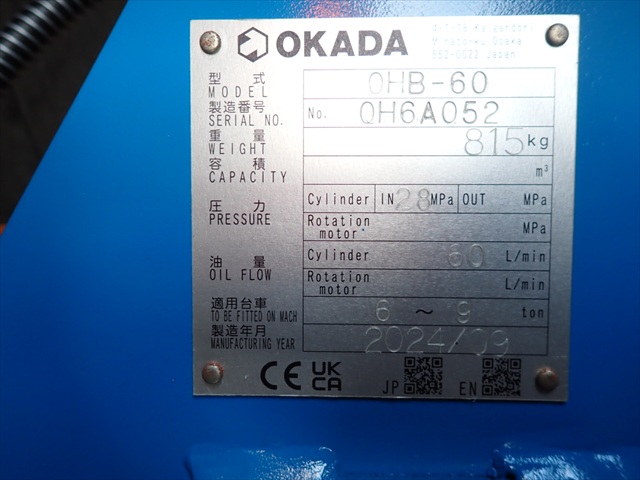 OKADA
552-0022 Japan
型式 OHB-60
MODEL
製造番号 No. QH6A052
SERIAL NO.
重量 815 kg
WEIGHT
容積 m³
CAPACITY
圧力 Cylinder IN 28 MPa OUT MPa
PRESSURE Rotation motor MPa
油量 Cylinder 60 L/min
OIL FLOW Rotation motor L/min
適用台車 6 ~ 9 ton
TO BE FITTED ON MACH
製造年月 2024/09
MANUFACTURING YEAR
CE UK CA JP EN